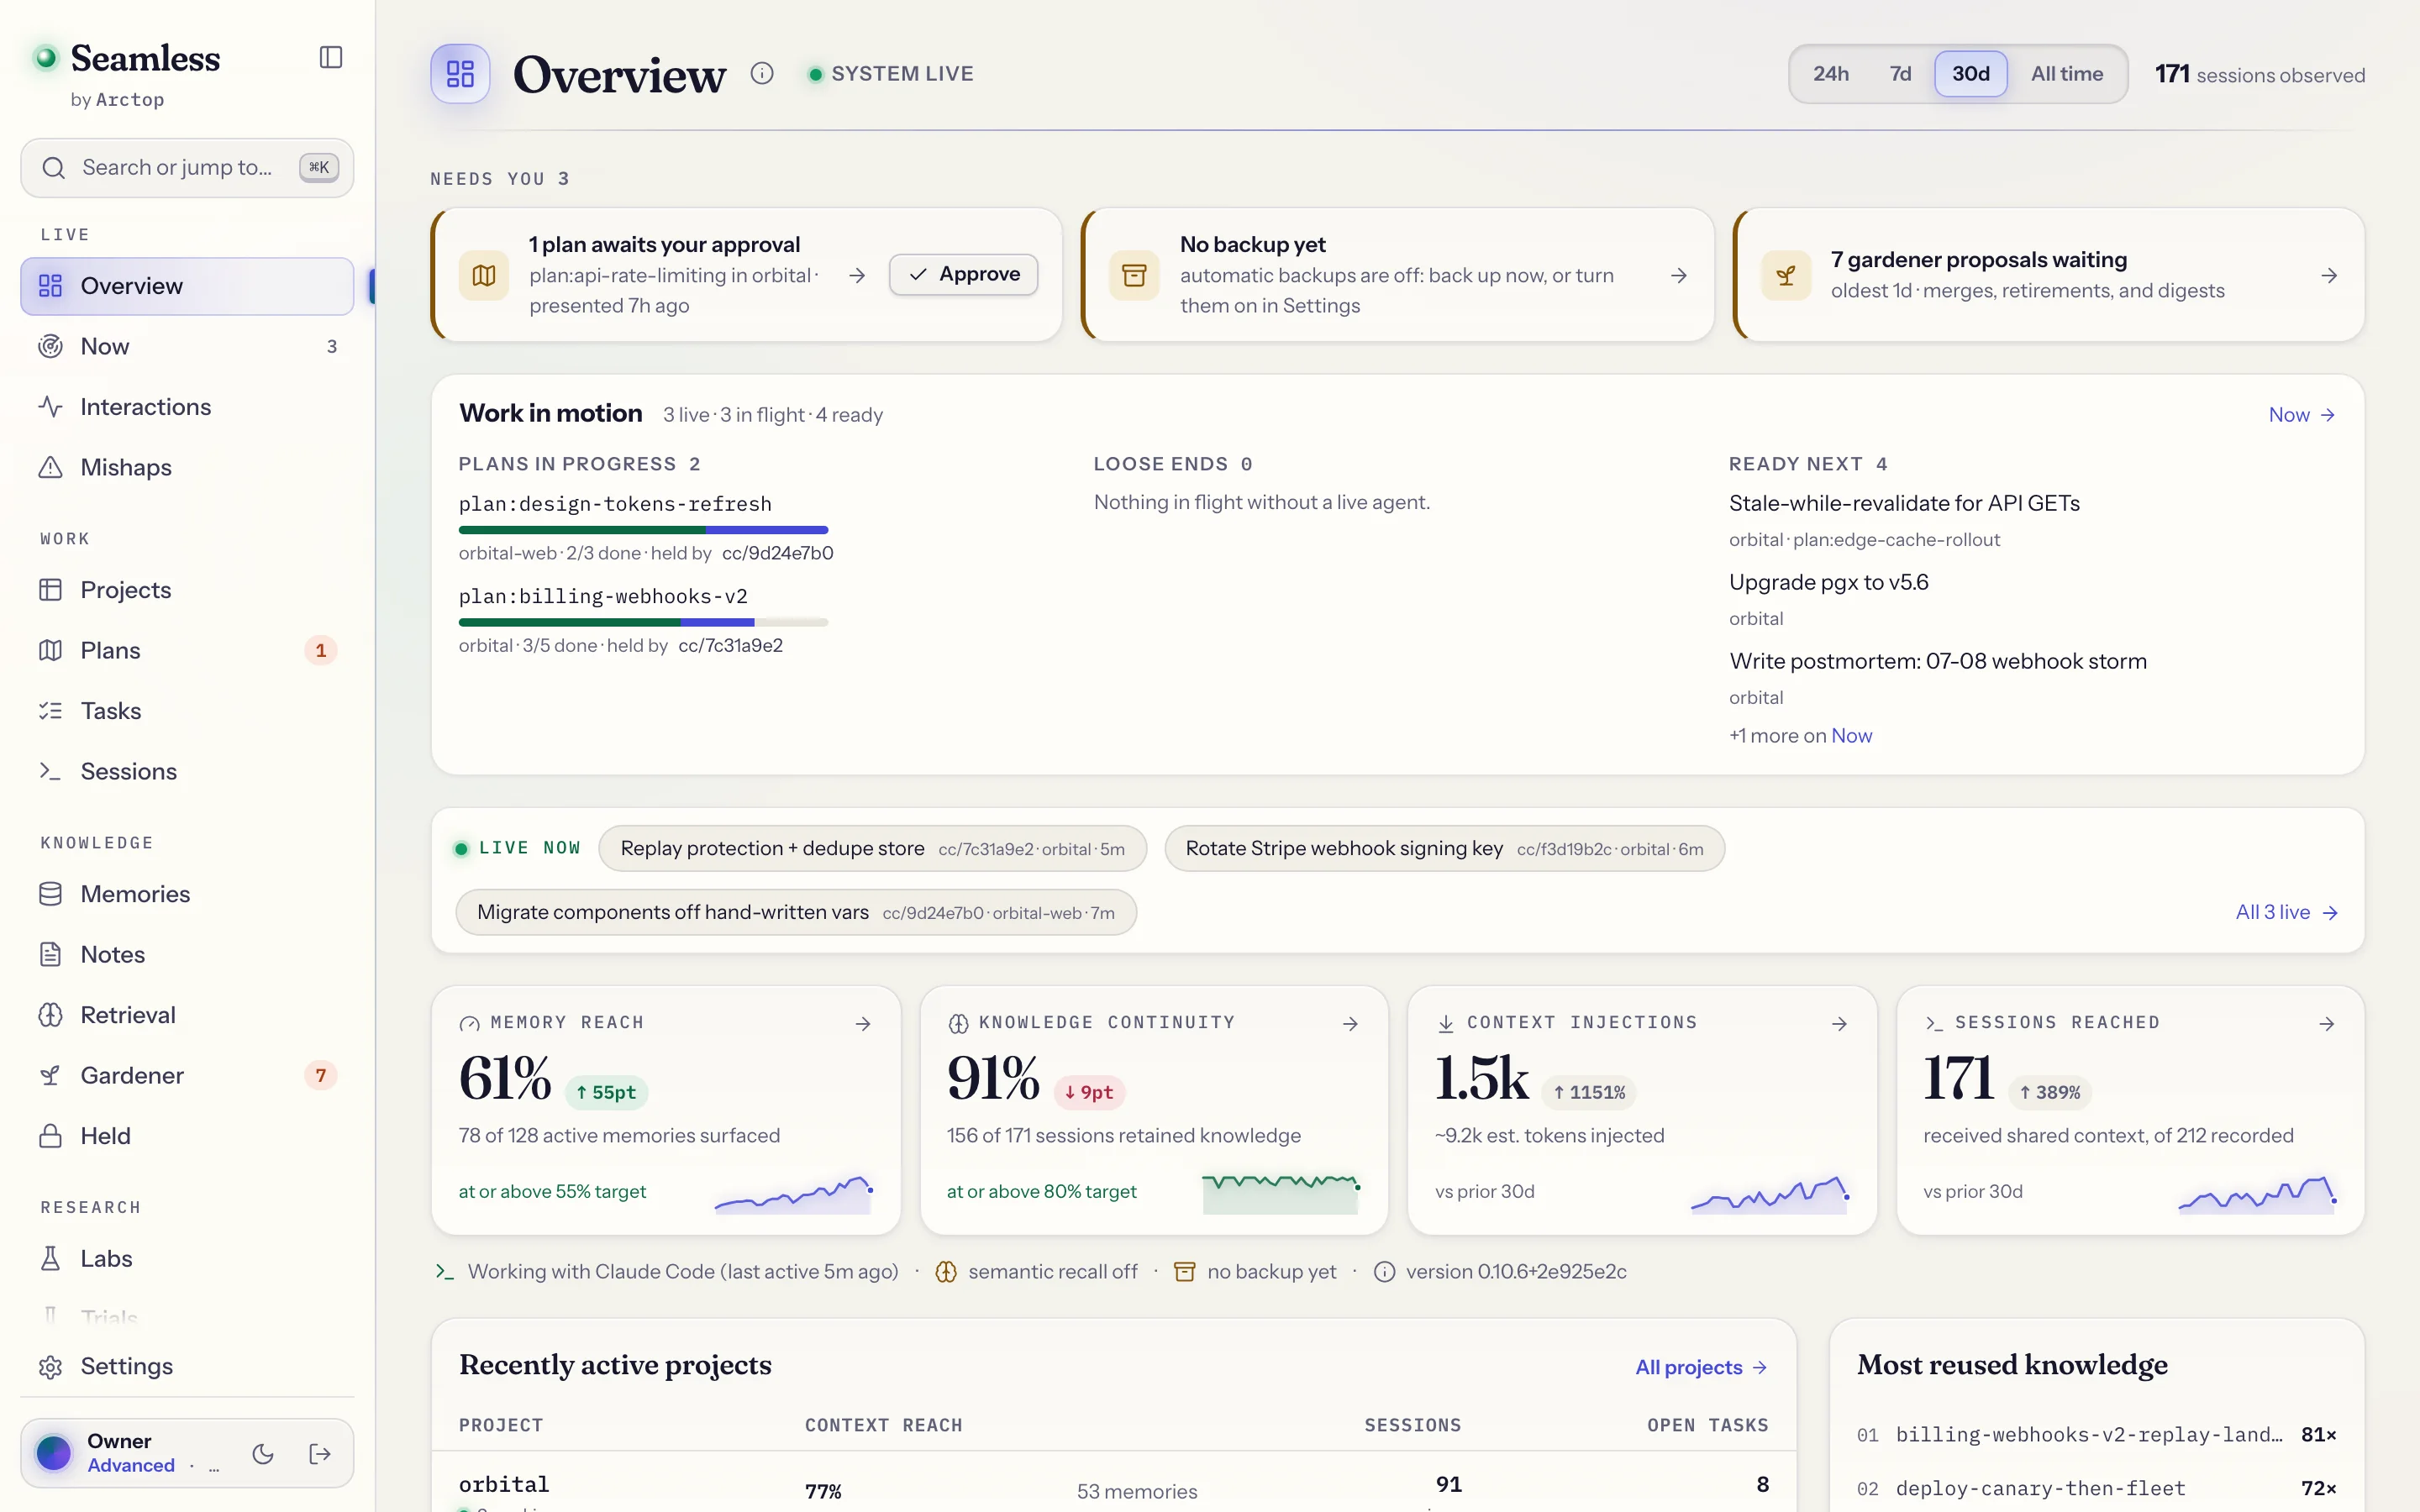 Seamless
by Arctop
Search or jump to... ⌘K
LIVE
Overview
Now 3
Interactions
Mishaps
WORK
Projects
Plans 1
Tasks
Sessions
KNOWLEDGE
Memories
Notes
Retrieval
Gardener 7
Held
RESEARCH
Labs
Trials
Settings
Owner
Advanced · ...
Overview SYSTEM LIVE
24h 7d 30d All time 171 sessions observed
NEEDS YOU 3
1 plan awaits your approval
plan:api-rate-limiting in orbital ·
presented 7h ago
Approve
No backup yet
automatic backups are off: back up now, or turn
them on in Settings
7 gardener proposals waiting
oldest 1d · merges, retirements, and digests
Work in motion 3 live · 3 in flight · 4 ready
Now →
PLANS IN PROGRESS 2
plan:design-tokens-refresh
orbital-web · 2/3 done · held by cc/9d24e7b0
plan:billing-webhooks-v2
orbital · 3/5 done · held by cc/7c31a9e2
LOOSE ENDS 0
Nothing in flight without a live agent.
READY NEXT 4
Stale-while-revalidate for API GETs
orbital · plan:edge-cache-rollout
Upgrade pgx to v5.6
orbital
Write postmortem: 07-08 webhook storm
orbital
+1 more on Now
LIVE NOW
Replay protection + dedupe store cc/7c31a9e2 · orbital · 5m
Rotate Stripe webhook signing key cc/f3d19b2c · orbital · 6m
Migrate components off hand-written vars cc/9d24e7b0 · orbital-web · 7m
All 3 live →
MEMORY REACH →
61% ↑ 55pt
78 of 128 active memories surfaced
at or above 55% target
KNOWLEDGE CONTINUITY →
91% ↓ 9pt
156 of 171 sessions retained knowledge
at or above 80% target
CONTEXT INJECTIONS →
1.5k ↑ 1151%
~9.2k est. tokens injected
vs prior 30d
SESSIONS REACHED →
171 ↑ 389%
received shared context, of 212 recorded
vs prior 30d
Working with Claude Code (last active 5m ago) · semantic recall off · no backup yet · version 0.10.6+2e925e2c
Recently active projects
All projects →
PROJECT CONTEXT REACH SESSIONS OPEN TASKS
orbital 77% 53 memories 91 8
Most reused knowledge
01 billing-webhooks-v2-replay-land... 81×
02 deploy-canary-then-fleet 72×